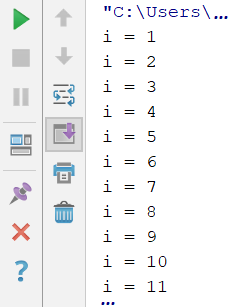 "C:\Users\...
i = 1
i = 2
i = 3
i = 4
i = 5
i = 6
i = 7
i = 8
i = 9
i = 10
i = 11
...